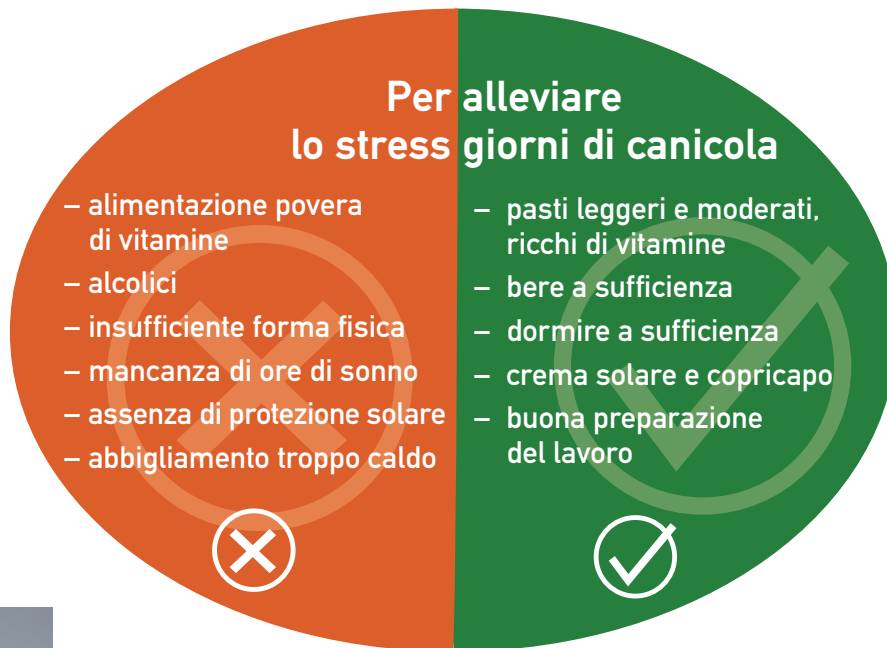 Per alleviare
lo stress giorni di canicola
– alimentazione povera
di vitamine
– alcolici
– insufficiente forma fisica
– mancanza di ore di sonno
– assenza di protezione solare
– abbigliamento troppo caldo
– pasti leggeri e moderati,
ricchi di vitamine
– bere a sufficienza
– dormire a sufficienza
– crema solare e copricapo
– buona preparazione
del lavoro